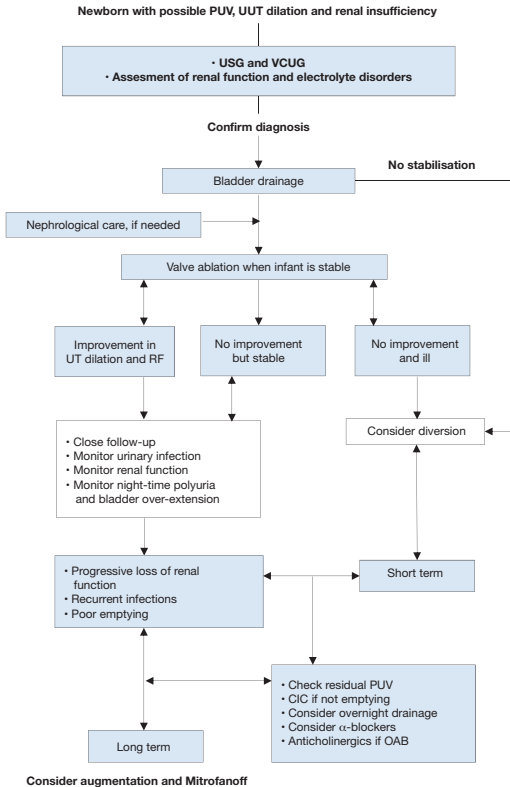 Newborn with possible PUV, UUT dilation and renal insufficiency
• USG and VCUG
• Assesment of renal function and electrolyte disorders
Confirm diagnosis
No stabilisation
Bladder drainage
Nephrological care, if needed
Valve ablation when infant is stable
Improvement in
UT dilation and RF
No improvement
but stable
No improvement
and ill
• Close follow-up
• Monitor urinary infection
• Monitor renal function
• Monitor night-time polyuria
and bladder over-extension
Consider diversion
• Progressive loss of renal
function
• Recurrent infections
• Poor emptying
Short term
• Check residual PUV
• CIC if not emptying
• Consider overnight drainage
• Consider α-blockers
• Anticholinergics if OAB
Long term
Consider augmentation and Mitrofanoff